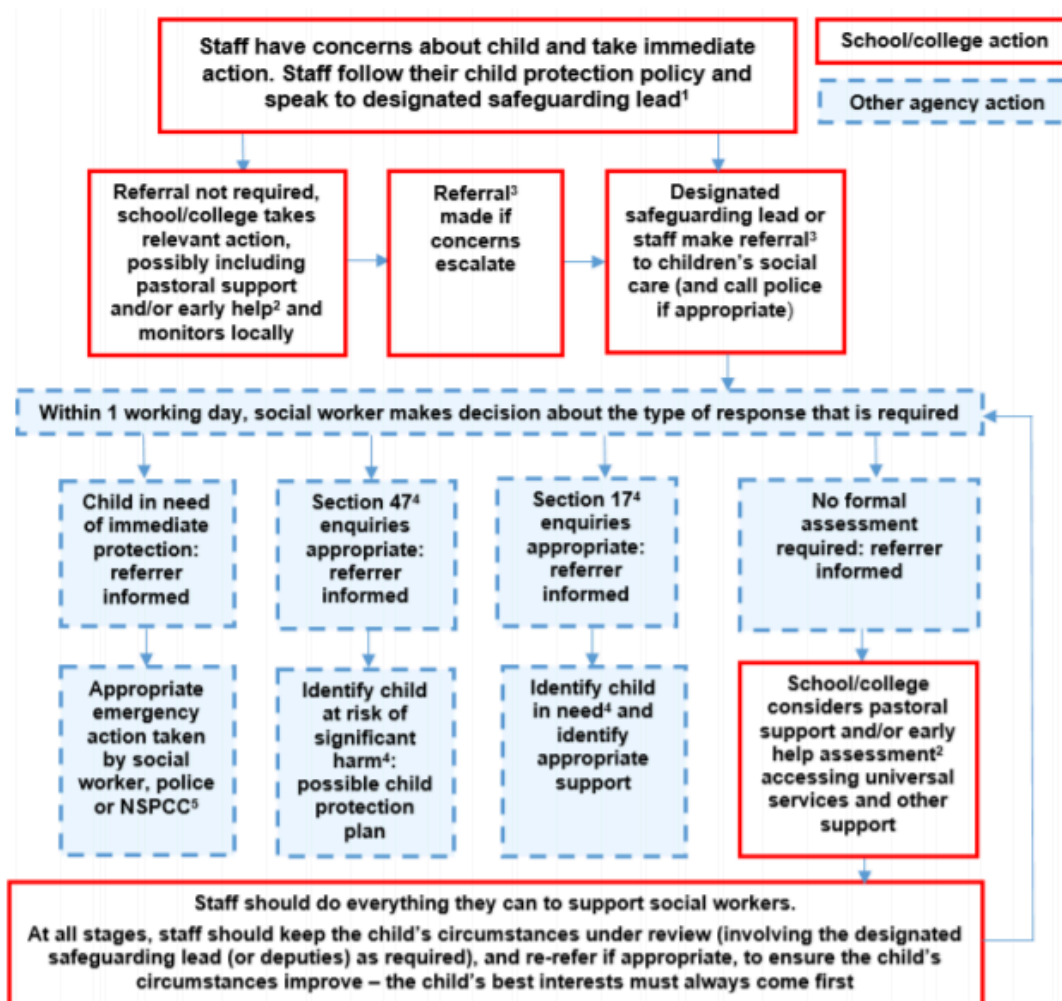 Staff have concerns about child and take immediate
action. Staff follow their child protection policy and
speak to designated safeguarding lead¹
School/college action
Other agency action
Referral not required,
school/college takes
relevant action,
possibly including
pastoral support
and/or early help² and
monitors locally
Referral³
made if
concerns
escalate
Designated
safeguarding lead or
staff make referral³
to children's social
care (and call police
if appropriate)
Within 1 working day, social worker makes decision about the type of response that is required
Child in need
of immediate
protection:
referrer
informed
Section 47⁴
enquiries
appropriate:
referrer
informed
Section 17⁴
enquiries
appropriate:
referrer
informed
No formal
assessment
required: referrer
informed
Appropriate
emergency
action taken
by social
worker, police
or NSPCC⁵
Identify child
at risk of
significant
harm⁴:
possible child
protection
plan
Identify child
in need⁴ and
identify
appropriate
support
School/college
considers pastoral
support and/or early
help assessment²
accessing universal
services and other
support
Staff should do everything they can to support social workers.
At all stages, staff should keep the child's circumstances under review (involving the designated
safeguarding lead (or deputies) as required), and re-refer if appropriate, to ensure the child's
circumstances improve – the child's best interests must always come first